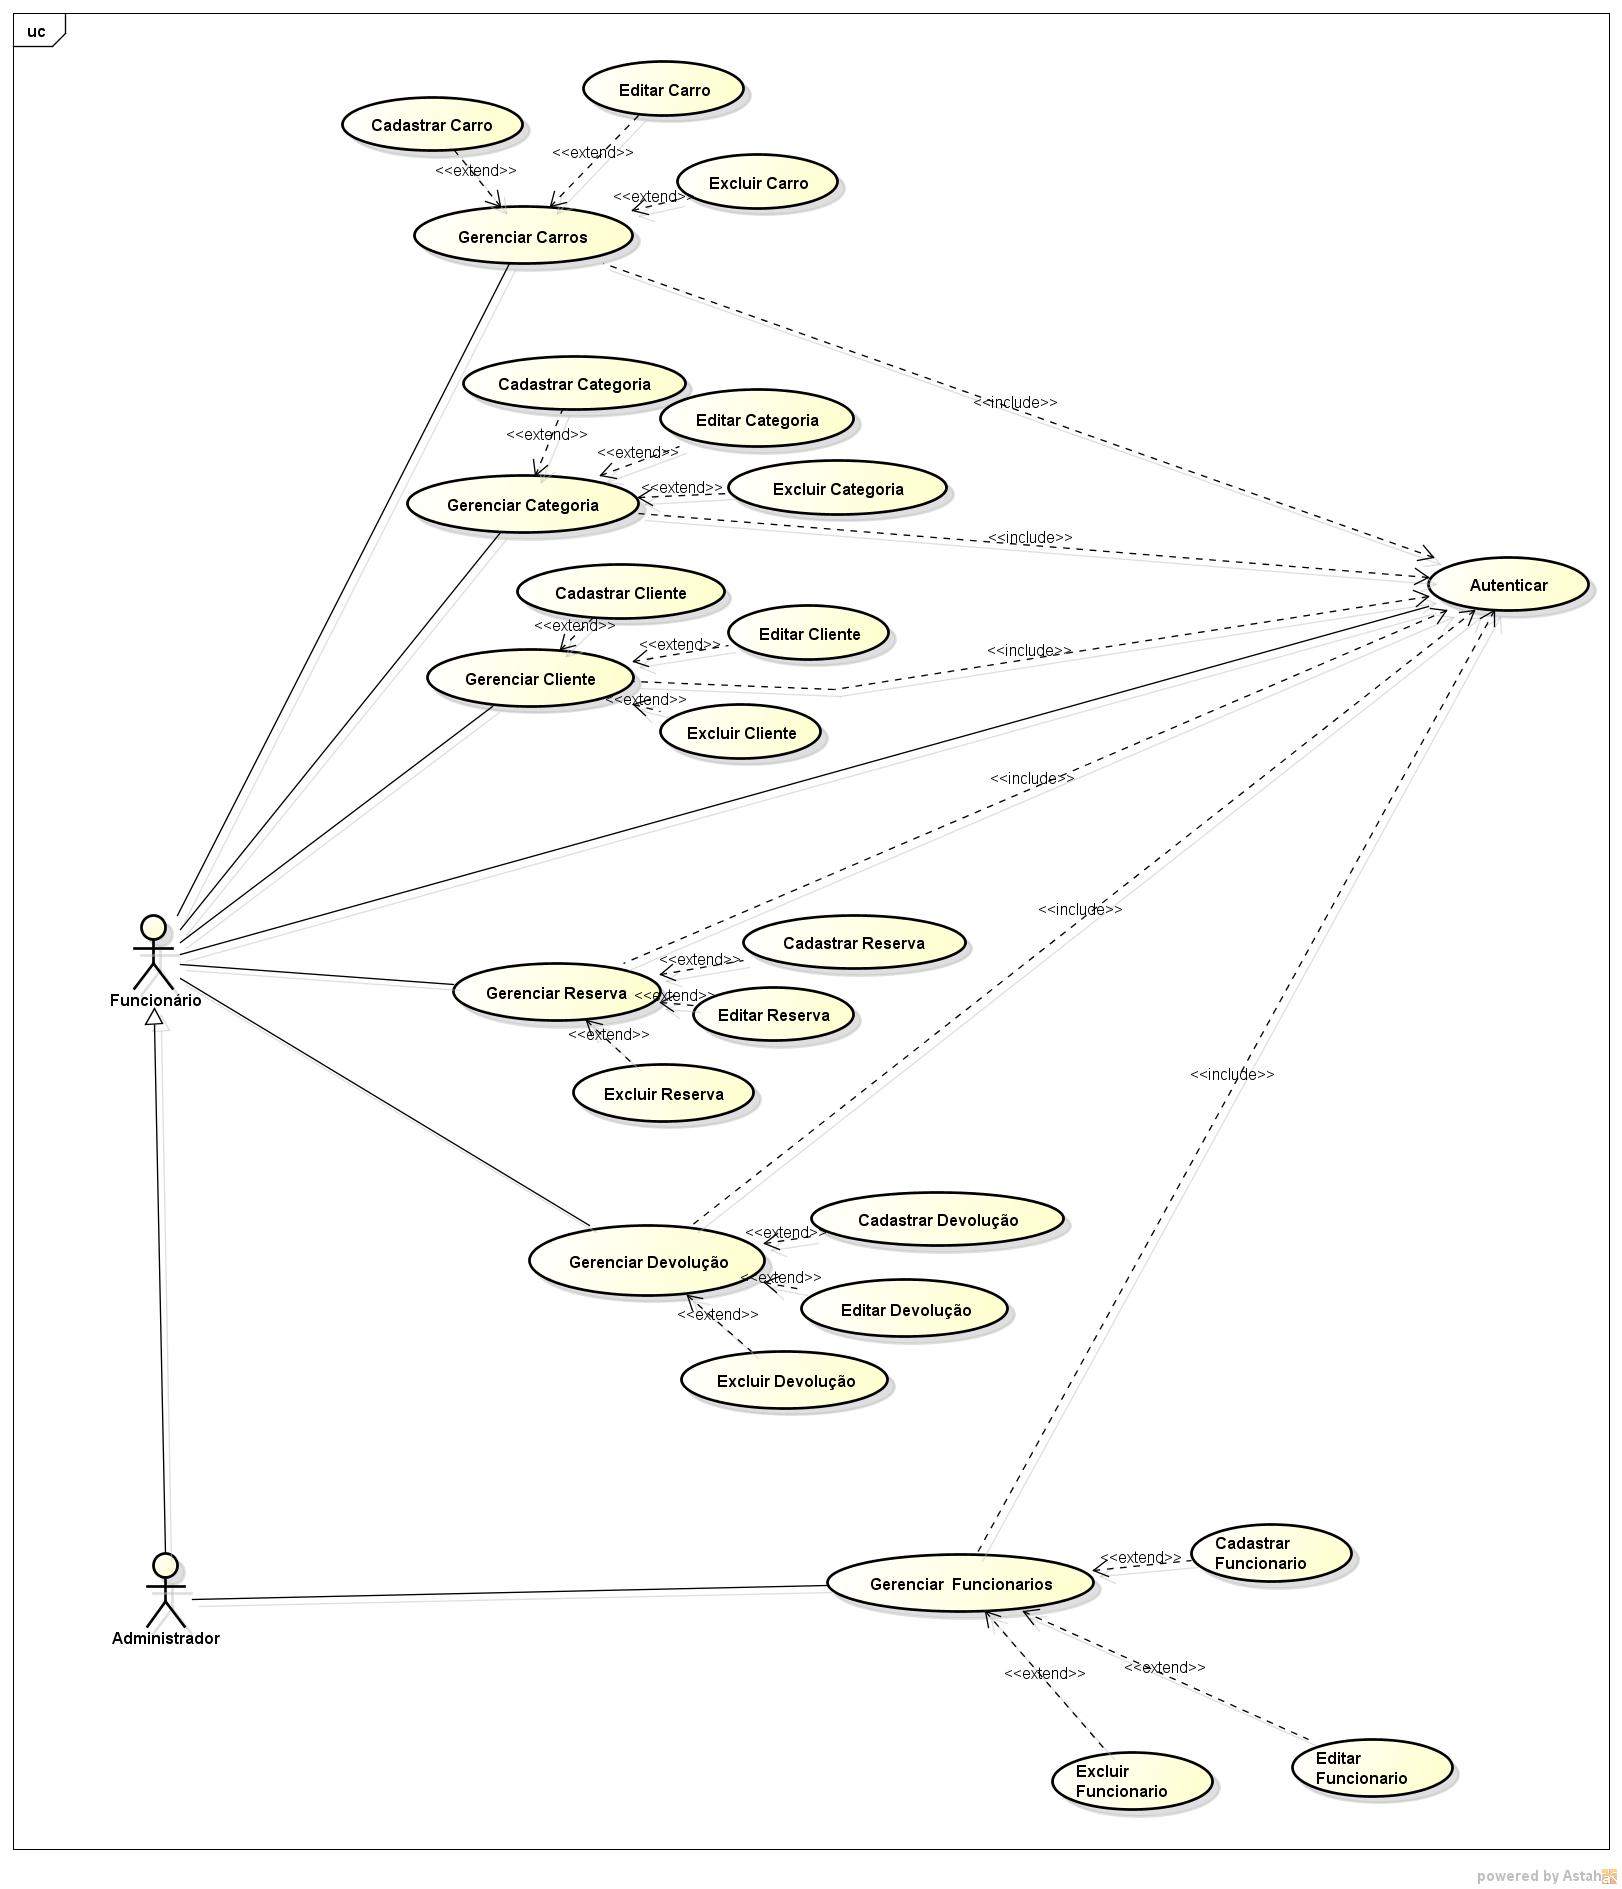 uc
Editar Carro
Cadastrar Carro
<<extend>>
<<extend>>
Excluir Carro
<<extend>>
Gerenciar Carros
Cadastrar Categoria
<<include>>
Editar Categoria
<<extend>>
<<extend>>
<<extend>>
Excluir Categoria
Gerenciar Categoria
<<include>>
Autenticar
Cadastrar Cliente
<<extend>>
Editar Cliente
<<extend>>
<<include>>
Gerenciar Cliente
<<extend>>
Excluir Cliente
<<include>>
<<include>>
Cadastrar Reserva
<<extend>>
Gerenciar Reserva
<<extend>>
Funcionário
Editar Reserva
<<extend>>
<<include>>
Excluir Reserva
Cadastrar Devolução
<<extend>>
Gerenciar Devolução
<<extend>>
Editar Devolução
<<extend>>
Excluir Devolução
Cadastrar
Funcionario
<<extend>>
Gerenciar Funcionarios
Administrador
<<extend>>
<<extend>>
Editar
Funcionario
Excluir
Funcionario
powered by Astah